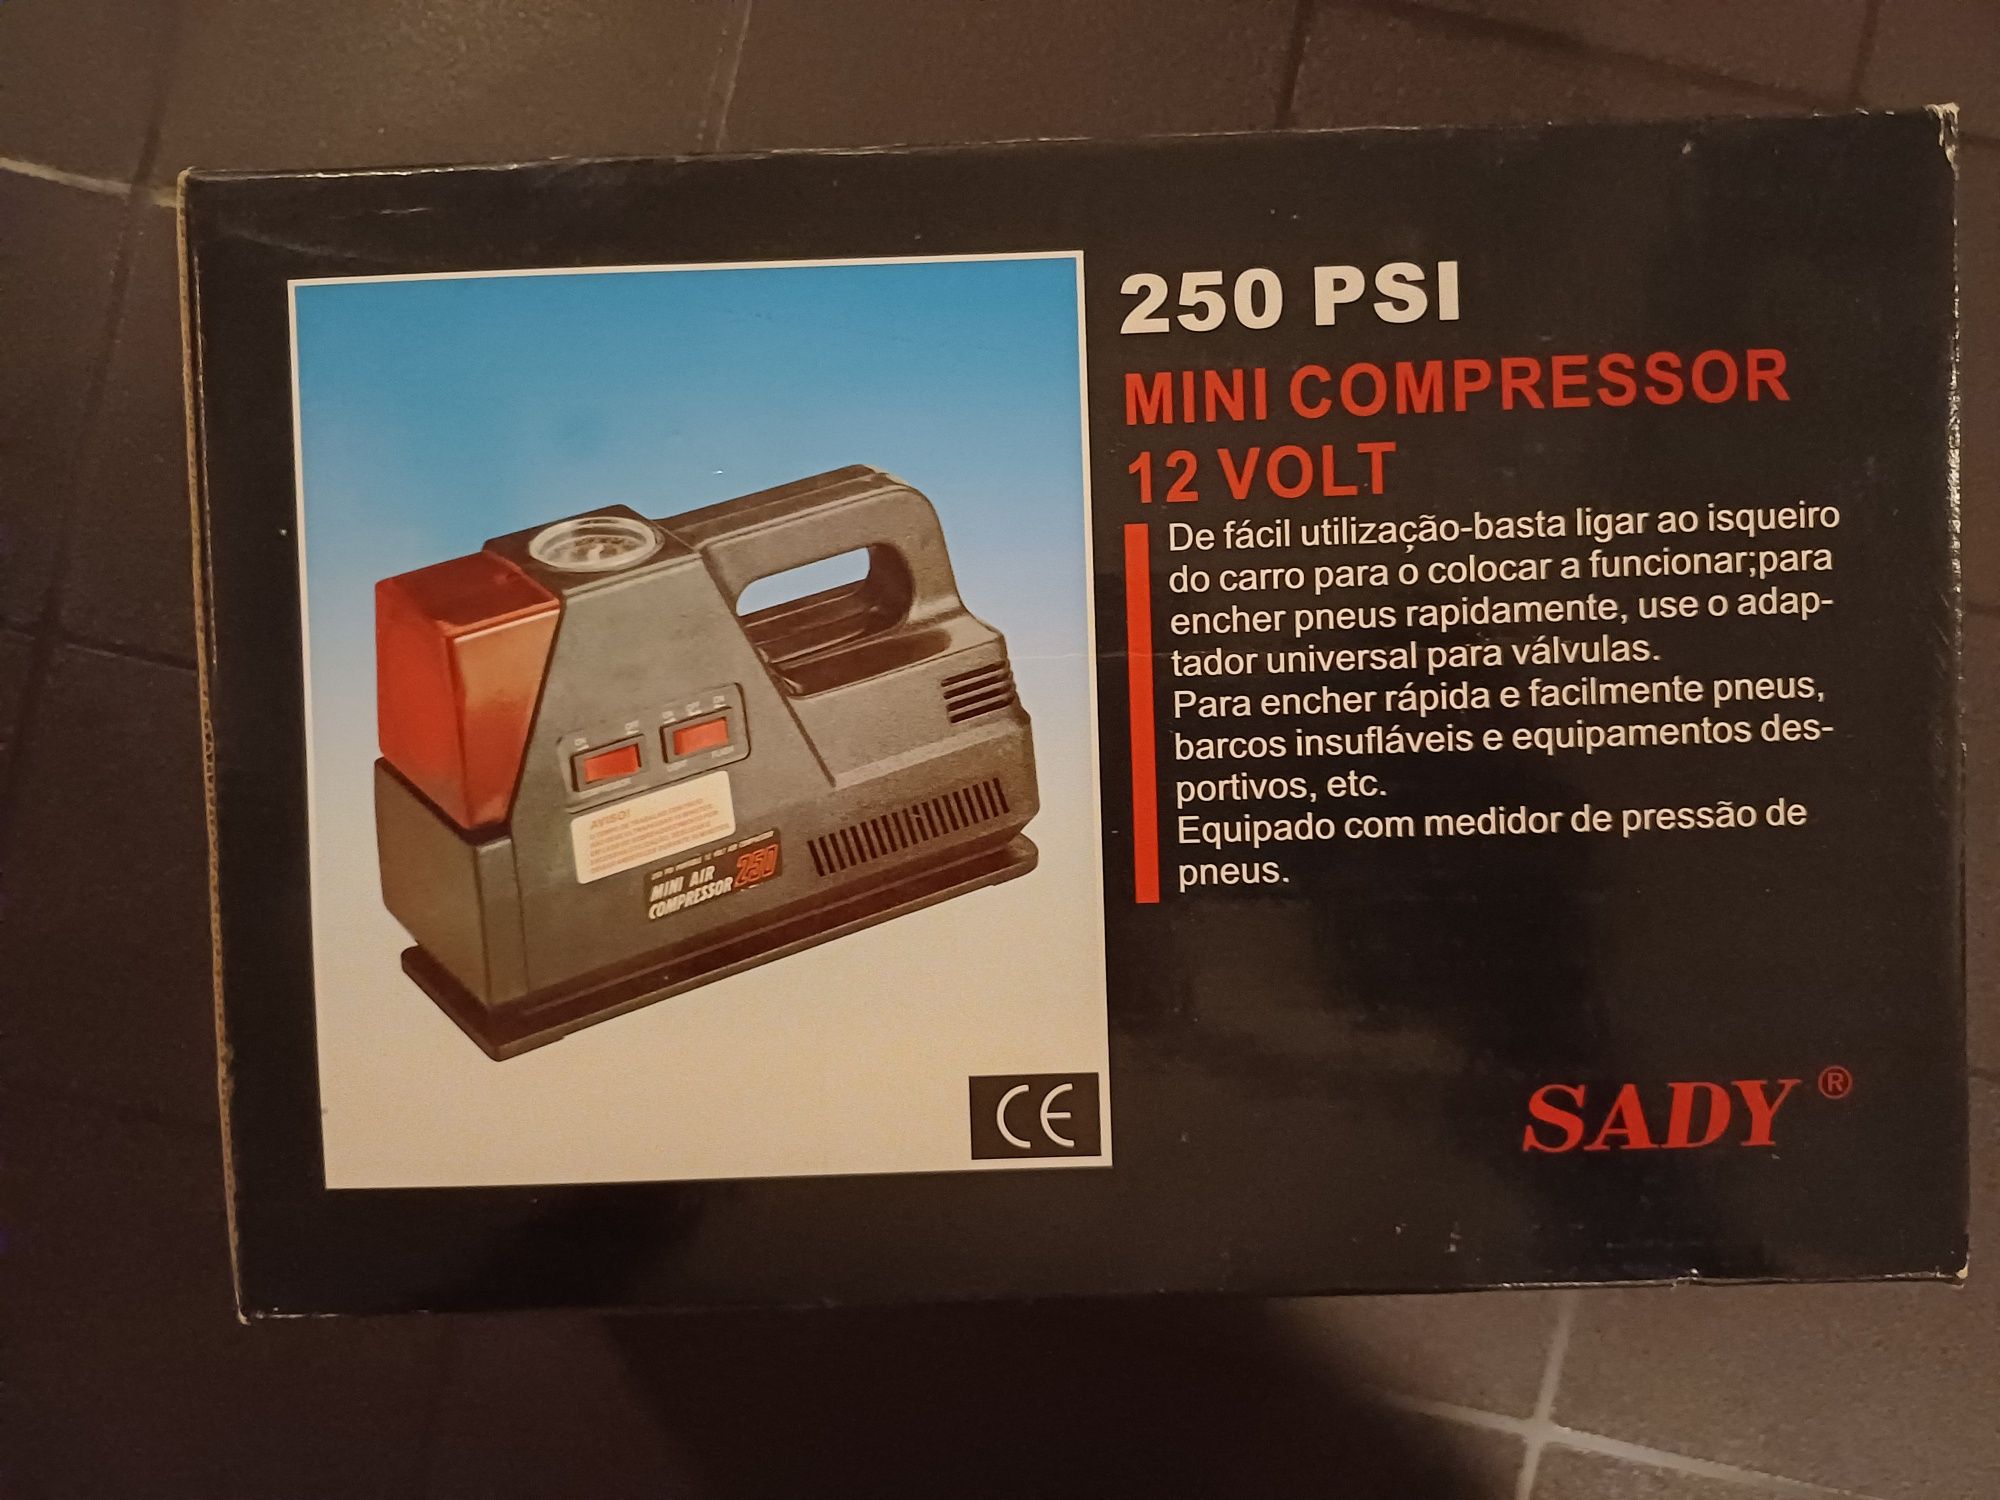 250 PSI
MINI COMPRESSOR
12 VOLT
De fácil utilização-basta ligar ao isqueiro
do carro para o colocar a funcionar;para
encher pneus rapidamente, use o adap-
tador universal para válvulas.
Para encher rápida e facilmente pneus,
barcos insufláveis e equipamentos des-
portivos, etc.
Equipado com medidor de pressão de
pneus.
AVISO!
MINI AIR
COMPRESSOR 250
CE
SADY ®